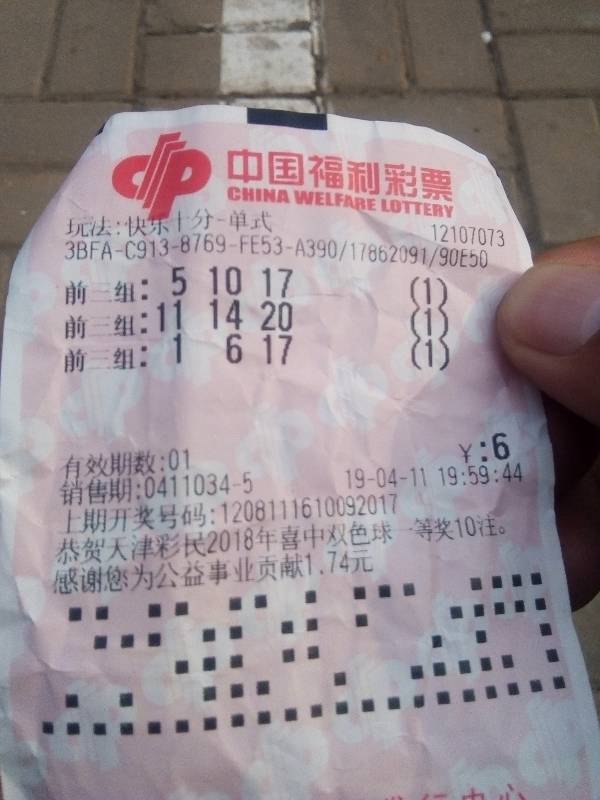 中国福利彩票
CHINA WELFARE LOTTERY
玩法:快乐十分-单式 12107073
3BFA-C913-8769-FE53-A390/17862091/90E50
前三组: 5 10 17 (1)
前三组:11 14 20 (1)
前三组: 1 6 17 (1)
有效期数:01 ¥:6
销售期:0411034-5 19-04-11 19:59:44
上期开奖号码:1208111610092017
恭贺天津彩民2018年喜中双色球一等奖10注。
感谢您为公益事业贡献1.74元
发行中心